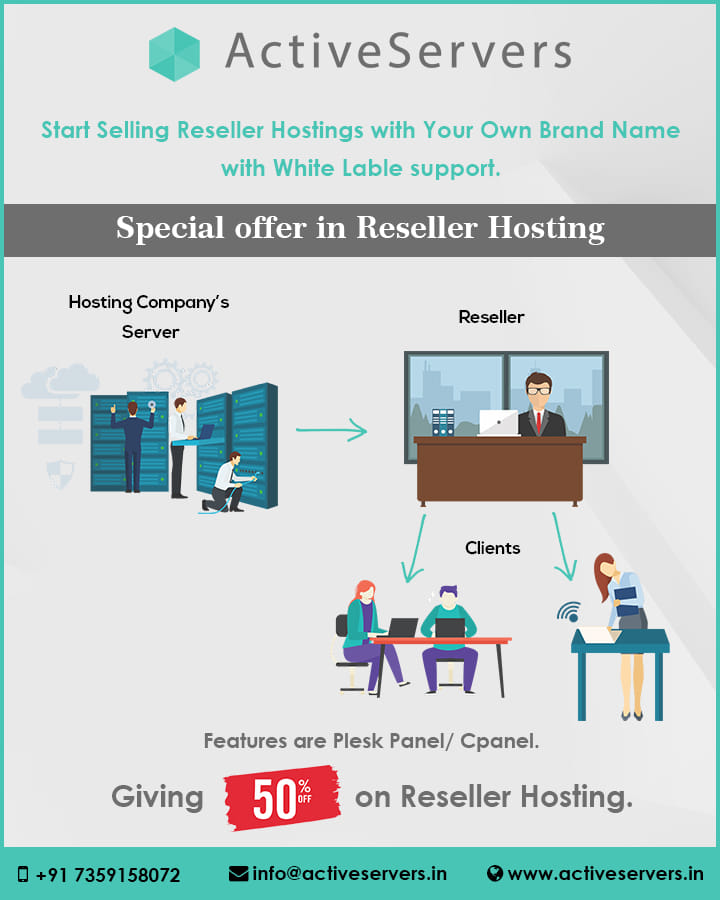 ActiveServers
Start Selling Reseller Hostings with Your Own Brand Name
with White Lable support.
Special offer in Reseller Hosting
Hosting Company's
Server
Reseller
Clients
Features are Plesk Panel/ Cpanel.
Giving 50% OFF on Reseller Hosting.
+91 7359158072 info@activeservers.in www.activeservers.in